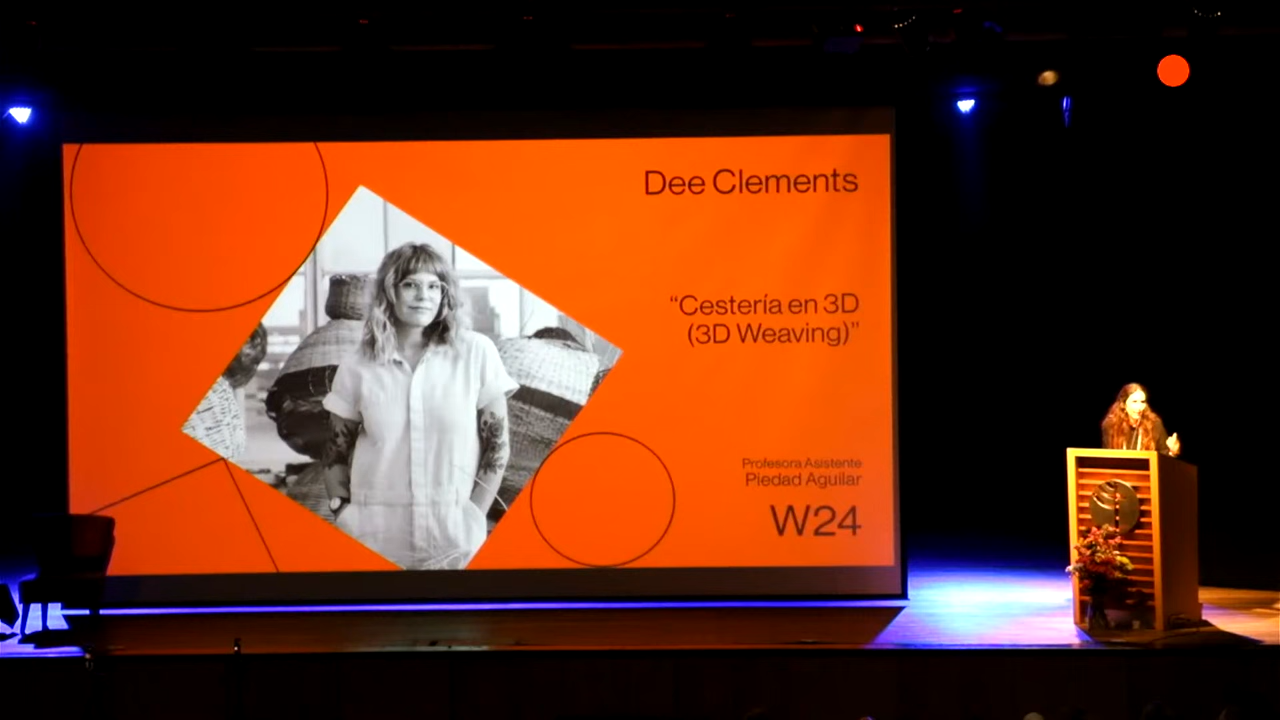 Dee Clements
“Cestería en 3D
(3D Weaving)”
Profesora Asistente
Piedad Aguilar
W24